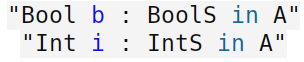 "Bool b : BoolS in A"
"Int i : IntS in A"